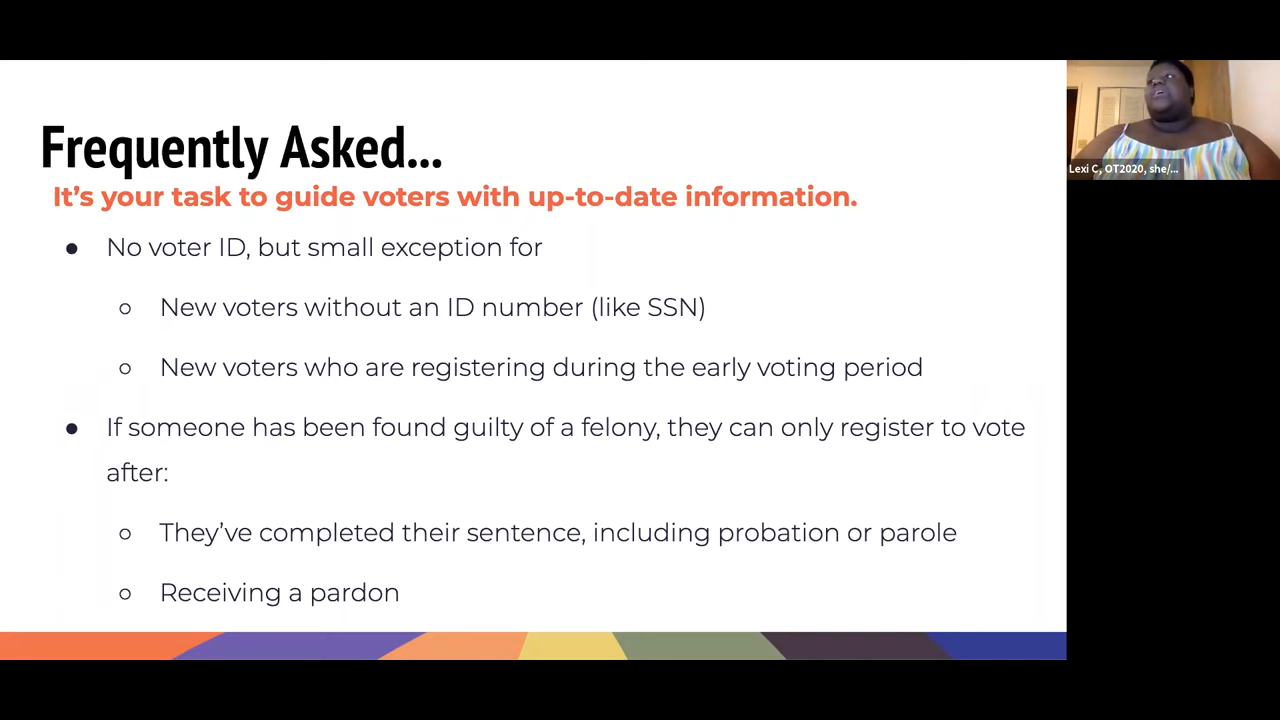 Frequently Asked...
It's your task to guide voters with up-to-date information.
● No voter ID, but small exception for
○ New voters without an ID number (like SSN)
○ New voters who are registering during the early voting period
● If someone has been found guilty of a felony, they can only register to vote
after:
○ They've completed their sentence, including probation or parole
○ Receiving a pardon
Lexi C, OT2020, she/...